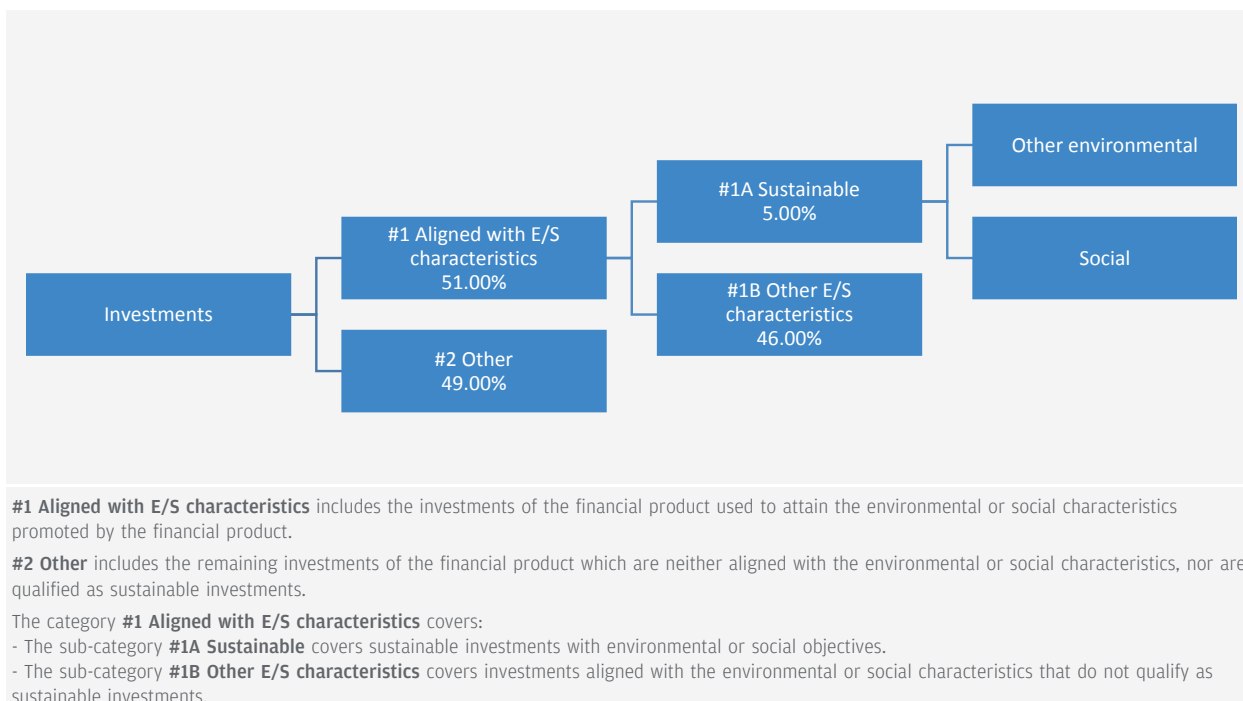 Other environmental
#1A Sustainable
5.00%
#1 Aligned with E/S
characteristics
51.00%
Social
Investments
#1B Other E/S
characteristics
46.00%
#2 Other
49.00%
#1 Aligned with E/S characteristics includes the investments of the financial product used to attain the environmental or social characteristics
promoted by the financial product.
#2 Other includes the remaining investments of the financial product which are neither aligned with the environmental or social characteristics, nor are
qualified as sustainable investments.
The category #1 Aligned with E/S characteristics covers:
- The sub-category #1A Sustainable covers sustainable investments with environmental or social objectives.
- The sub-category #1B Other E/S characteristics covers investments aligned with the environmental or social characteristics that do not qualify as
sustainable investments